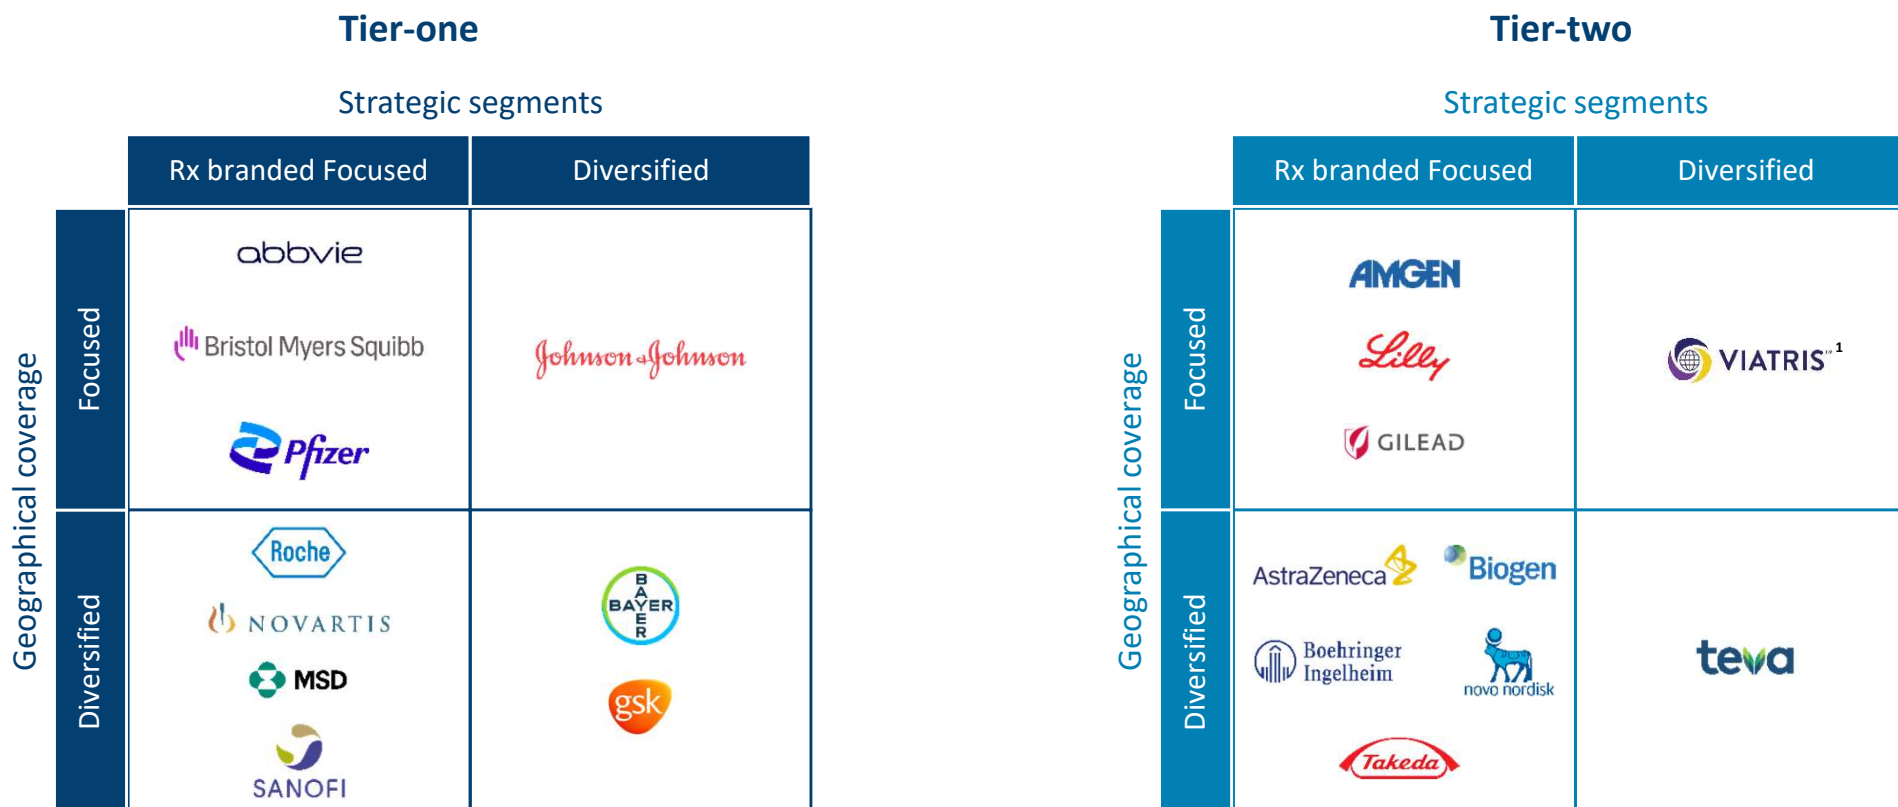 Tier-one
Strategic segments
Rx branded Focused
Diversified
Geographical coverage
Focused
abbvie
Bristol Myers Squibb
Pfizer
Johnson & Johnson
Diversified
Roche
NOVARTIS
MSD
SANOFI
BAYER
BAYER
gsk
Tier-two
Strategic segments
Rx branded Focused
Diversified
Geographical coverage
Focused
AMGEN
Lilly
GILEAD
VIATRIS™ 1
Diversified
AstraZeneca
Biogen
Boehringer
Ingelheim
novo nordisk
Takeda
teva